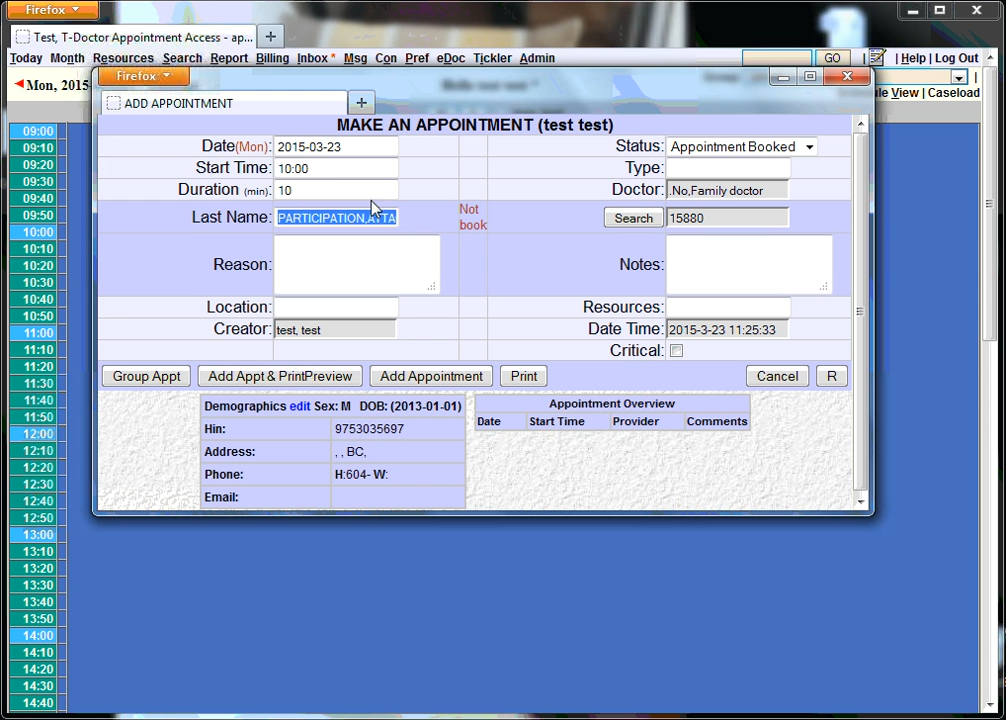 Firefox
Test, T-Doctor Appointment Access - ap...
Today Month Resources Search Report Billing Inbox* Msg Con Pref eDoc Tickler Admin GO | Help | Log Out
Mon, 2015-
View | Caseload
Firefox
ADD APPOINTMENT
MAKE AN APPOINTMENT (test test)
Date(Mon): 2015-03-23 Status: Appointment Booked
Start Time: 10:00 Type:
Duration (min): 10 Doctor: .No,Family doctor
Last Name: PARTICIPATION,AYTA Not book Search 15880
Reason: Notes:
Location: Resources:
Creator: test, test Date Time: 2015-3-23 11:25:33
Critical:
Group Appt Add Appt & PrintPreview Add Appointment Print Cancel R
Demographics edit Sex: M DOB: (2013-01-01)
Hin: 9753035697
Address: , , BC,
Phone: H:604- W:
Email:
Appointment Overview
Date Start Time Provider Comments
09:00
09:10
09:20
09:30
09:40
09:50
10:00
10:10
10:20
10:30
10:40
10:50
11:00
11:10
11:20
11:30
11:40
11:50
12:00
12:10
12:20
12:30
12:40
12:50
13:00
13:10
13:20
13:30
13:40
13:50
14:00
14:10
14:20
14:30
14:40